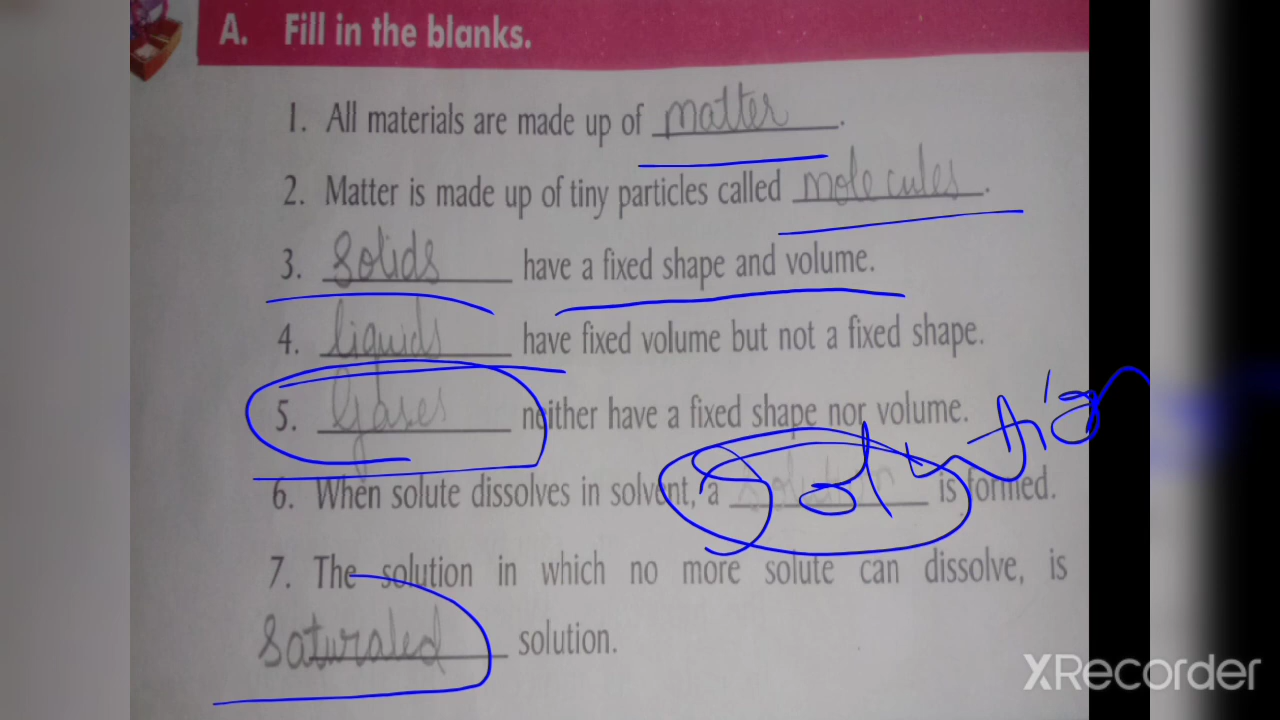 A. Fill in the blanks.
1. All materials are made up of matter.
2. Matter is made up of tiny particles called molecules.
3. Solids have a fixed shape and volume.
4. liquids have fixed volume but not a fixed shape.
5. Gases neither have a fixed shape nor volume.
6. When solute dissolves in solvent, a Solution is formed.
7. The solution in which no more solute can dissolve, is
Saturated solution.
XRecorder